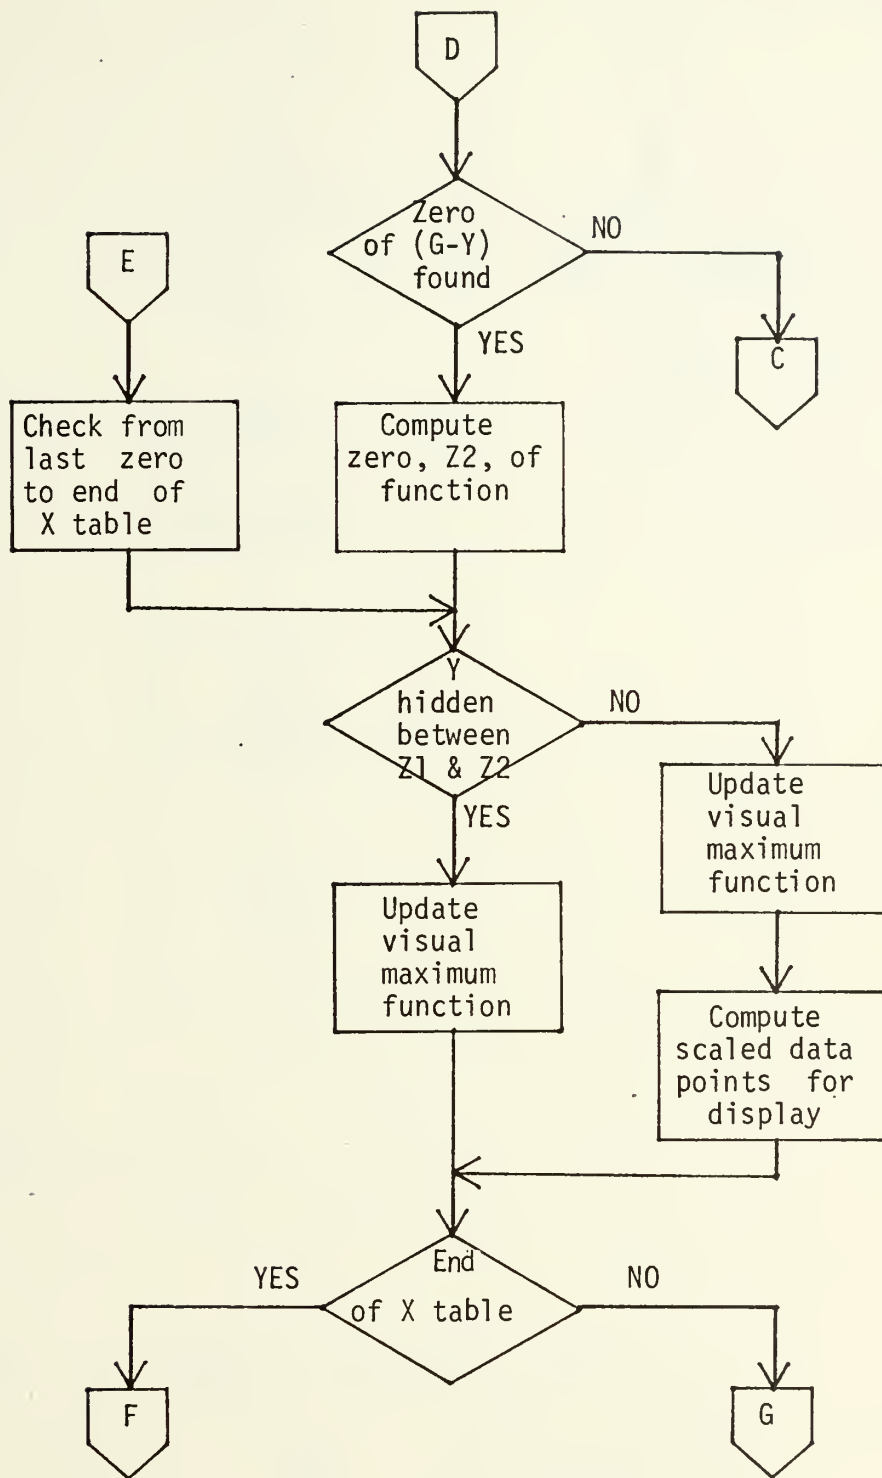 D
Zero
of (G-Y)
found
NO
E
C
YES
Check from
last zero
to end of
X table
Compute
zero, Z2, of
function
Y
hidden
between
Z1 & Z2
NO
YES
Update
visual
maximum
function
Update
visual
maximum
function
Compute
scaled data
points for
display
End
of X table
YES
NO
F
G